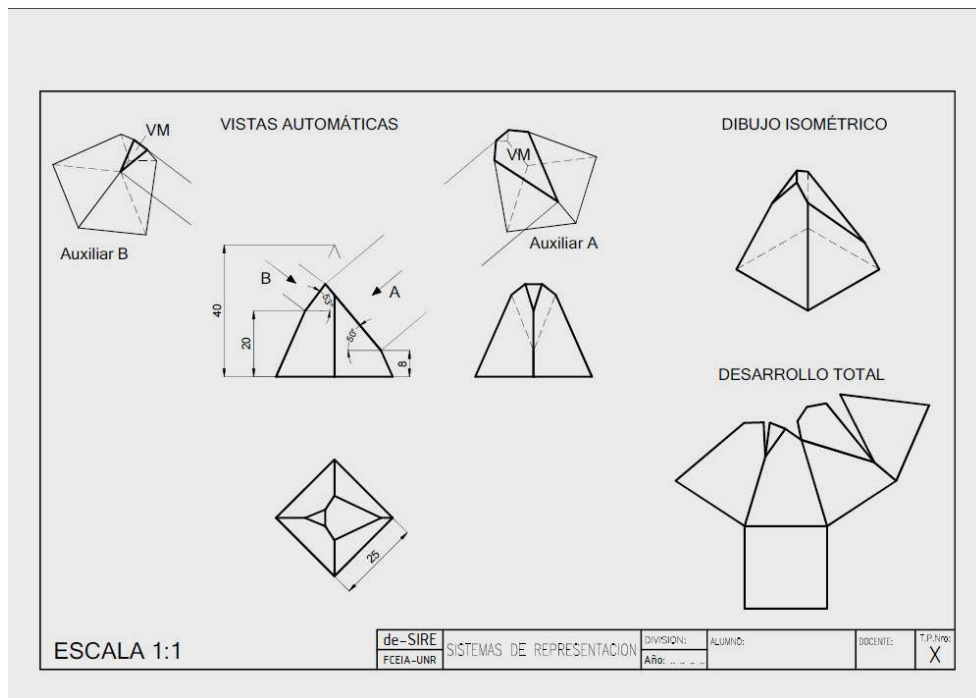 VM
VISTAS AUTOMÁTICAS
VM
DIBUJO ISOMÉTRICO
Auxiliar B
Auxiliar A
B
A
53°
40
20
50°
8
DESARROLLO TOTAL
25
ESCALA 1:1
de-SIRE
FCEIA-UNR
SISTEMAS DE REPRESENTACION
DIVISION:
Año: .. .. .. ..
ALUMNO:
DOCENTE:
T.P.Nro:
X